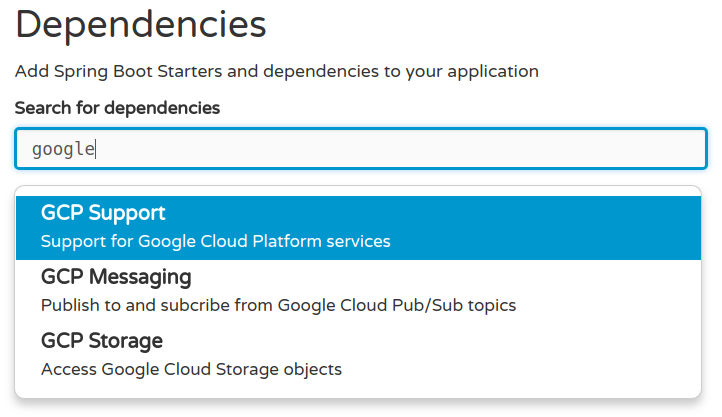 Dependencies
Add Spring Boot Starters and dependencies to your application
Search for dependencies
google
GCP Support
Support for Google Cloud Platform services
GCP Messaging
Publish to and subcribe from Google Cloud Pub/Sub topics
GCP Storage
Access Google Cloud Storage objects